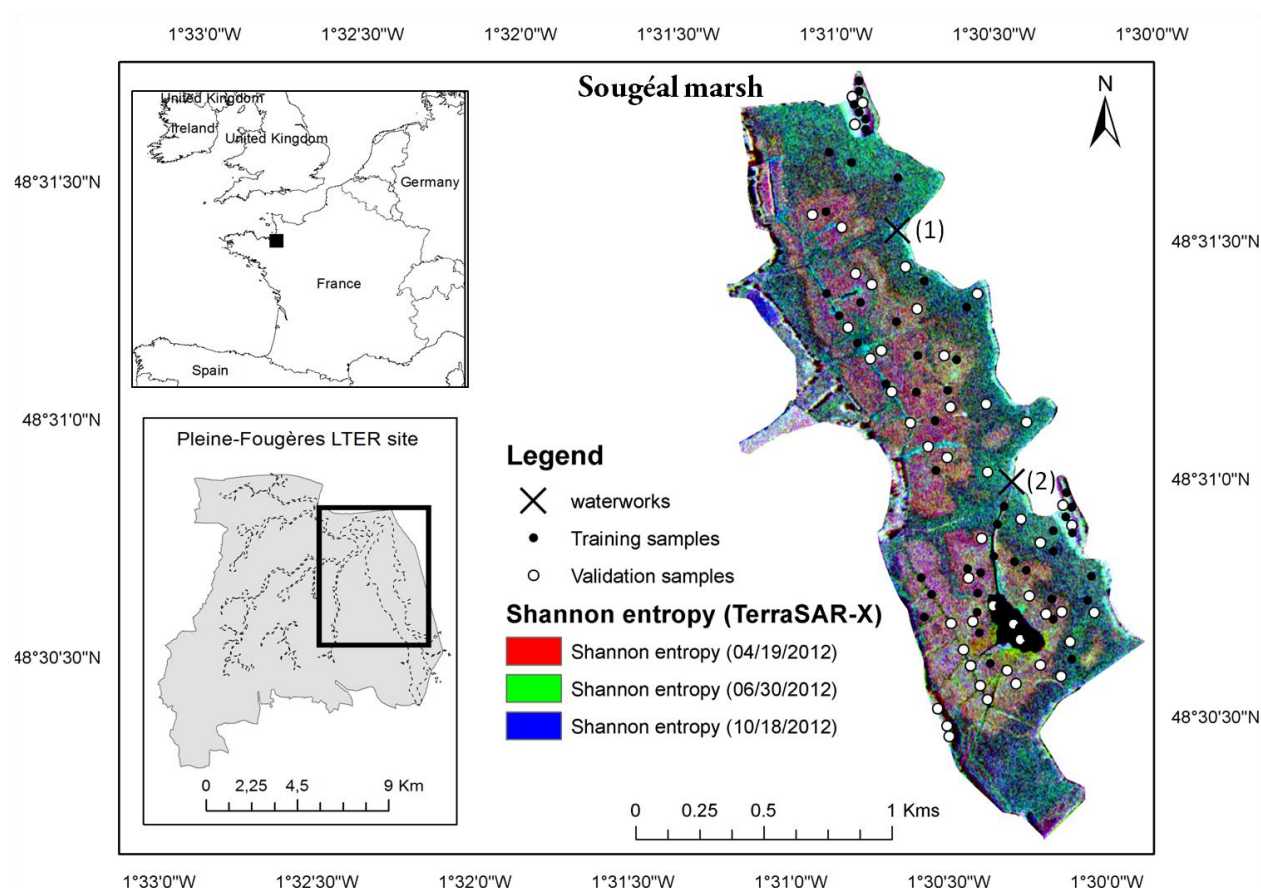 1°33'0"W 1°32'30"W 1°32'0"W 1°31'30"W 1°31'0"W 1°30'30"W 1°30'0"W
Sougéal marsh
N
United Kingdom
Ireland
United Kingdom
Germany
France
Spain
48°31'30"N
48°31'30"N
(1)
48°31'0"N
48°31'0"N
(2)
Pleine-Fougères LTER site
0 2,25 4,5 9 Km
Legend
waterworks
Training samples
Validation samples
Shannon entropy (TerraSAR-X)
Shannon entropy (04/19/2012)
Shannon entropy (06/30/2012)
Shannon entropy (10/18/2012)
48°30'30"N
48°30'30"N
0 0.25 0.5 1 Kms
1°33'0"W 1°32'30"W 1°32'0"W 1°31'30"W 1°31'0"W 1°30'30"W 1°30'0"W